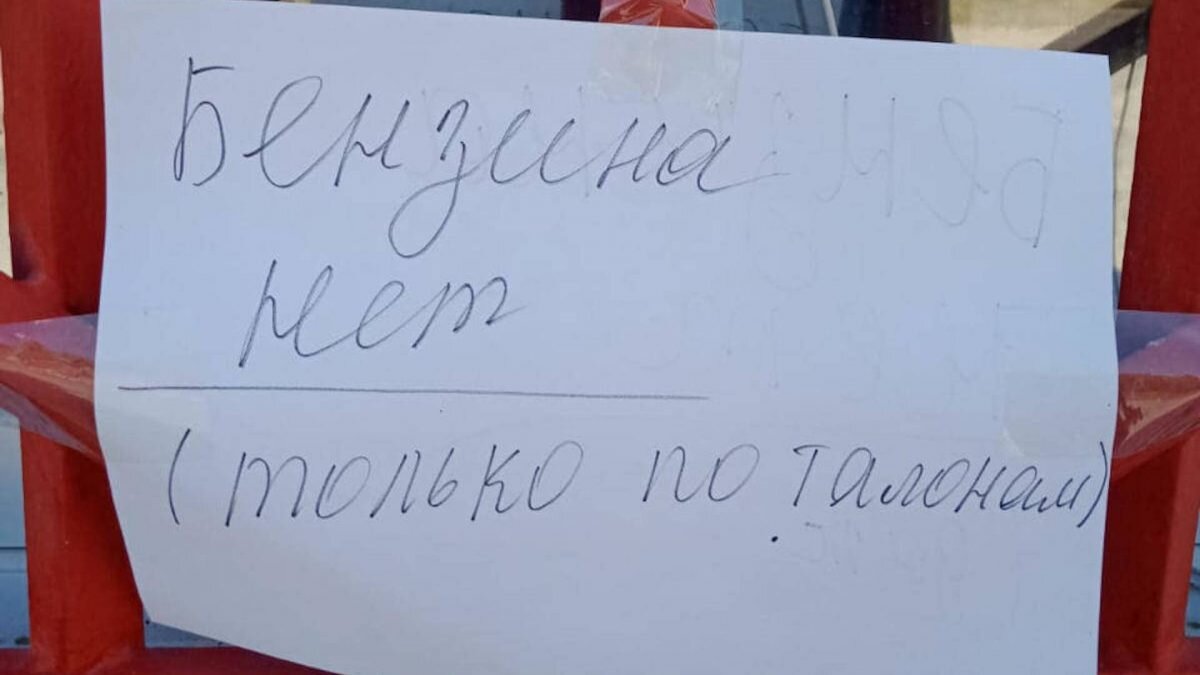 Бензина
нет
(только по талонам)